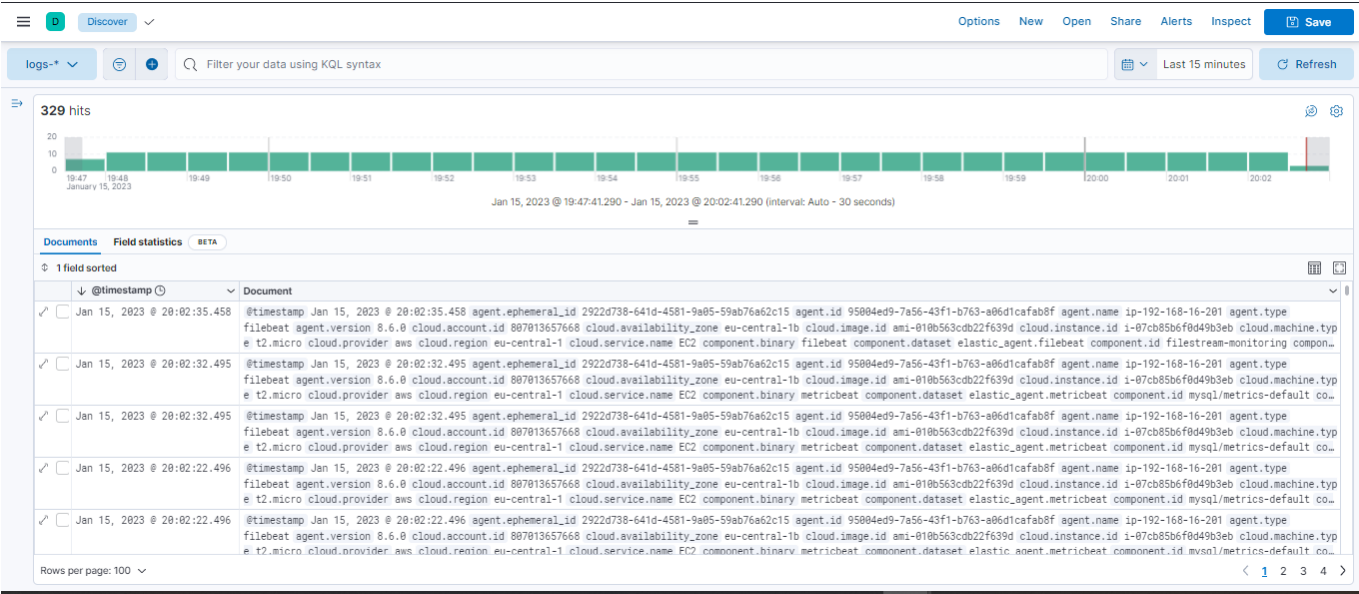 D Discover Options New Open Share Alerts Inspect Save
logs-* Filter your data using KQL syntax Last 15 minutes Refresh
329 hits
20
10
0
19:47 19:48 19:49 19:50 19:51 19:52 19:53 19:54 19:55 19:56 19:57 19:58 19:59 20:00 20:01 20:02
January 15, 2023
Jan 15, 2023 @ 19:47:41.290 - Jan 15, 2023 @ 20:02:41.290 (interval: Auto - 30 seconds)
Documents Field statistics BETA
1 field sorted
@timestamp Document
Jan 15, 2023 @ 20:02:35.458 @timestamp Jan 15, 2023 @ 20:02:35.458 agent.ephemeral_id 2922d738-641d-4581-9a05-59ab76a62c15 agent.id 95004ed9-7a56-43f1-b763-a06d1cafab8f agent.name ip-192-168-16-201 agent.type
filebeat agent.version 8.6.0 cloud.account.id 807013657668 cloud.availability_zone eu-central-1b cloud.image.id ami-010b563cdb22f639d cloud.instance.id i-07cb85b6f0d49b3eb cloud.machine.typ
e t2.micro cloud.provider aws cloud.region eu-central-1 cloud.service.name EC2 component.binary filebeat component.dataset elastic_agent.filebeat component.id filestream-monitoring compon…
Jan 15, 2023 @ 20:02:32.495 @timestamp Jan 15, 2023 @ 20:02:32.495 agent.ephemeral_id 2922d738-641d-4581-9a05-59ab76a62c15 agent.id 95004ed9-7a56-43f1-b763-a06d1cafab8f agent.name ip-192-168-16-201 agent.type
filebeat agent.version 8.6.0 cloud.account.id 807013657668 cloud.availability_zone eu-central-1b cloud.image.id ami-010b563cdb22f639d cloud.instance.id i-07cb85b6f0d49b3eb cloud.machine.typ
e t2.micro cloud.provider aws cloud.region eu-central-1 cloud.service.name EC2 component.binary metricbeat component.dataset elastic_agent.metricbeat component.id mysql/metrics-default co…
Jan 15, 2023 @ 20:02:32.495 @timestamp Jan 15, 2023 @ 20:02:32.495 agent.ephemeral_id 2922d738-641d-4581-9a05-59ab76a62c15 agent.id 95004ed9-7a56-43f1-b763-a06d1cafab8f agent.name ip-192-168-16-201 agent.type
filebeat agent.version 8.6.0 cloud.account.id 807013657668 cloud.availability_zone eu-central-1b cloud.image.id ami-010b563cdb22f639d cloud.instance.id i-07cb85b6f0d49b3eb cloud.machine.typ
e t2.micro cloud.provider aws cloud.region eu-central-1 cloud.service.name EC2 component.binary metricbeat component.dataset elastic_agent.metricbeat component.id mysql/metrics-default co…
Jan 15, 2023 @ 20:02:22.496 @timestamp Jan 15, 2023 @ 20:02:22.496 agent.ephemeral_id 2922d738-641d-4581-9a05-59ab76a62c15 agent.id 95004ed9-7a56-43f1-b763-a06d1cafab8f agent.name ip-192-168-16-201 agent.type
filebeat agent.version 8.6.0 cloud.account.id 807013657668 cloud.availability_zone eu-central-1b cloud.image.id ami-010b563cdb22f639d cloud.instance.id i-07cb85b6f0d49b3eb cloud.machine.typ
e t2.micro cloud.provider aws cloud.region eu-central-1 cloud.service.name EC2 component.binary metricbeat component.dataset elastic_agent.metricbeat component.id mysql/metrics-default co…
Jan 15, 2023 @ 20:02:22.496 @timestamp Jan 15, 2023 @ 20:02:22.496 agent.ephemeral_id 2922d738-641d-4581-9a05-59ab76a62c15 agent.id 95004ed9-7a56-43f1-b763-a06d1cafab8f agent.name ip-192-168-16-201 agent.type
filebeat agent.version 8.6.0 cloud.account.id 807013657668 cloud.availability_zone eu-central-1b cloud.image.id ami-010b563cdb22f639d cloud.instance.id i-07cb85b6f0d49b3eb cloud.machine.typ
e t2.micro cloud.provider aws cloud.region eu-central-1 cloud.service.name EC2 component.binary metricbeat component.dataset elastic_agent.metricbeat component.id mysql/metrics-default co…
Rows per page: 100 1 2 3 4